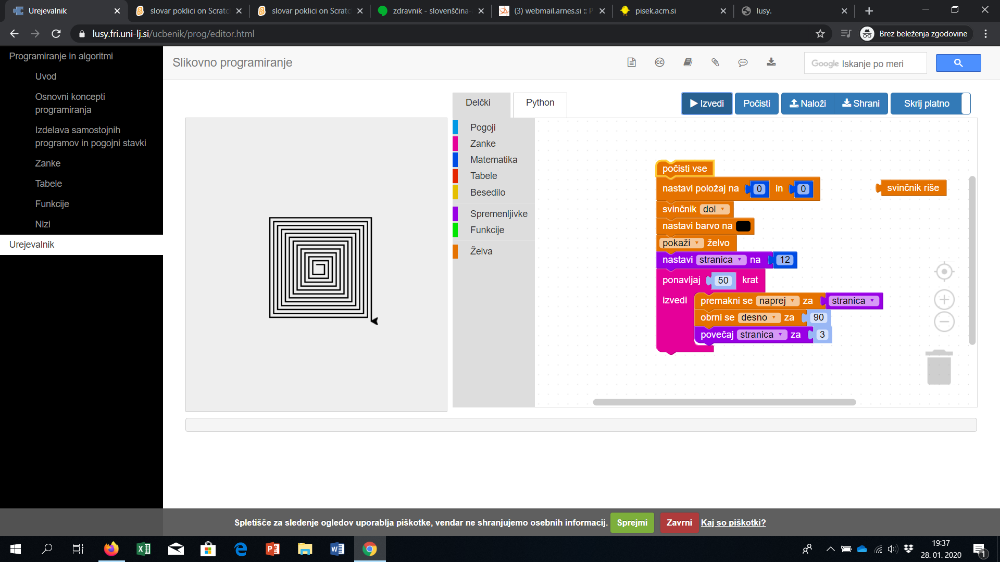 Urejevalnik
slovar poklici on Scratc
slovar poklici on Scratc
zdravnik - slovenščina-
(3) webmail.arnes.si :: P
pisek.acm.si
lusy.
lusy.fri.uni-lj.si/ucbenik/prog/editor.html
Brez beleženja zgodovine
Programiranje in algoritmi
Uvod
Osnovni koncepti
programiranja
Izdelava samostojnih
programov in pogojni stavki
Zanke
Tabele
Funkcije
Nizi
Urejevalnik
Slikovno programiranje
Google Iskanje po meri
Delčki
Python
Izvedi
Počisti
Naloži
Shrani
Skrij platno
Pogoji
Zanke
Matematika
Tabele
Besedilo
Spremenljivke
Funkcije
Želva
počisti vse
nastavi položaj na 0 in 0
svinčnik dol
nastavi barvo na
pokaži želvo
nastavi stranica na 12
ponavljaj 50 krat
izvedi premakni se naprej za stranica
obrni se desno za 90
povečaj stranica za 3
svinčnik riše
Spletišče za sledenje ogledov uporablja piškotke, vendar ne shranjujemo osebnih informacij. Sprejmi Zavrni Kaj so piškotki?
19:37
28. 01. 2020
1